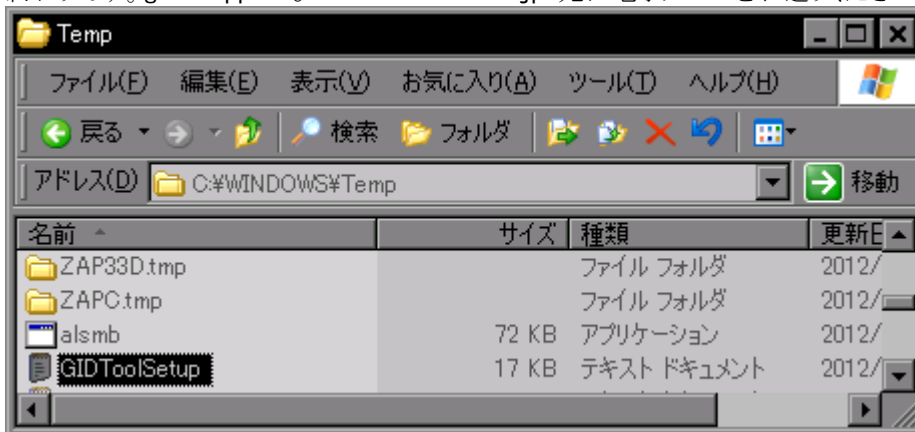 Temp
ファイル(F) 編集(E) 表示(V) お気に入り(A) ツール(T) ヘルプ(H)
戻る 検索 フォルダ
アドレス(D) C:¥WINDOWS¥Temp 移動
名前 サイズ 種類 更新日
ZAP33D.tmp ファイル フォルダ 2012/
ZAPC.tmp ファイル フォルダ 2012/
alsmb 72 KB アプリケーション 2012/
GIDToolSetup 17 KB テキスト ドキュメント 2012/